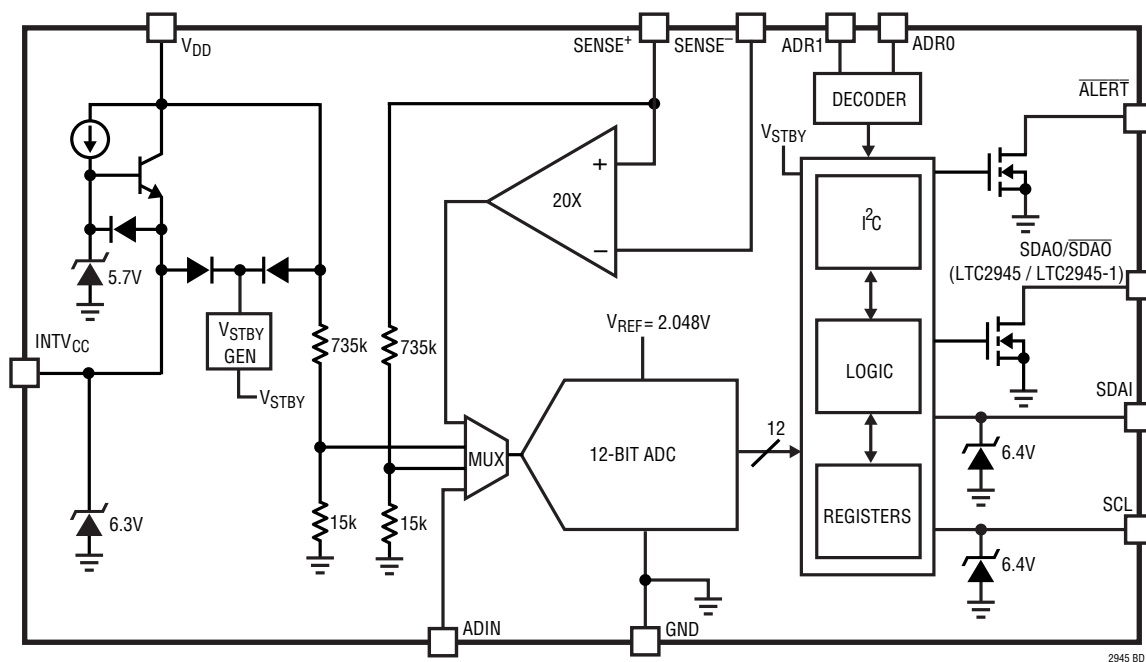 VDD
SENSE+
SENSE–
ADR1
ADR0
DECODER
ALERT
VSTBY
+
20X
–
I2C
SDAO/SDAO
(LTC2945 / LTC2945-1)
5.7V
VSTBY
GEN
VREF = 2.048V
INTVCC
735k
735k
LOGIC
VSTBY
SDAI
MUX
12-BIT ADC
12
6.4V
6.3V
15k
15k
REGISTERS
SCL
6.4V
ADIN
GND
2945 BD